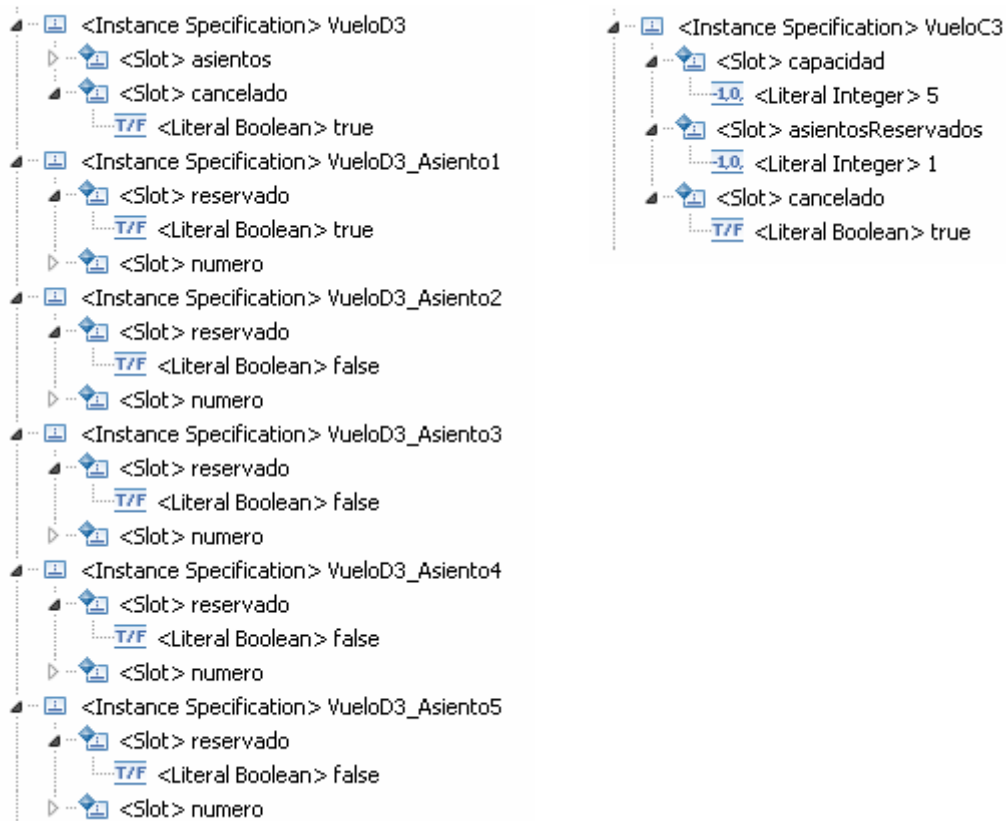 <Instance Specification> VueloD3
<Slot> asientos
<Slot> cancelado
T/F <Literal Boolean> true
<Instance Specification> VueloD3_Asiento1
<Slot> reservado
T/F <Literal Boolean> true
<Slot> numero
<Instance Specification> VueloD3_Asiento2
<Slot> reservado
T/F <Literal Boolean> false
<Slot> numero
<Instance Specification> VueloD3_Asiento3
<Slot> reservado
T/F <Literal Boolean> false
<Slot> numero
<Instance Specification> VueloD3_Asiento4
<Slot> reservado
T/F <Literal Boolean> false
<Slot> numero
<Instance Specification> VueloD3_Asiento5
<Slot> reservado
T/F <Literal Boolean> false
<Slot> numero
<Instance Specification> VueloC3
<Slot> capacidad
-1,0, <Literal Integer> 5
<Slot> asientosReservados
-1,0, <Literal Integer> 1
<Slot> cancelado
T/F <Literal Boolean> true